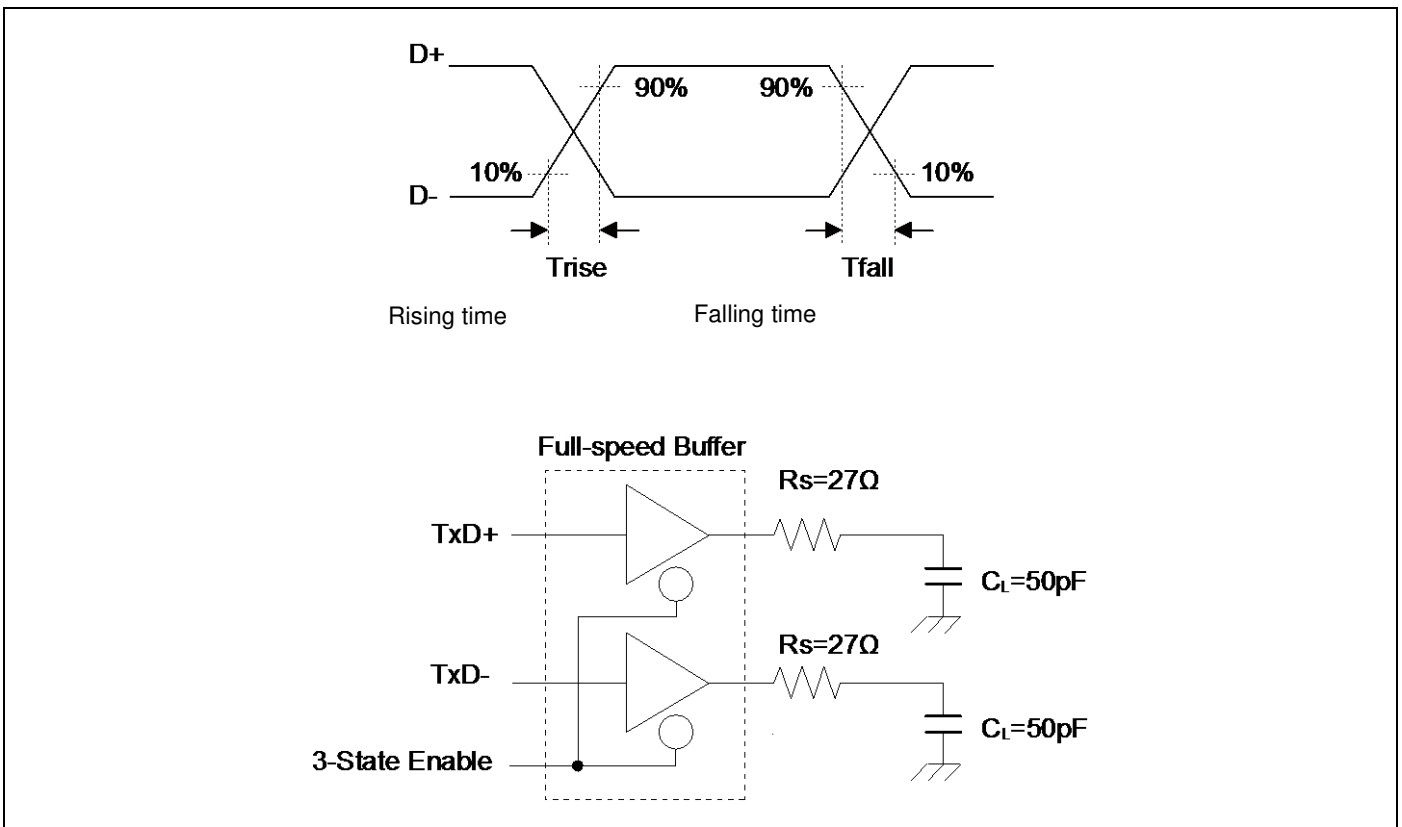 D+
90% 90%
10% 10%
D-
Trise Tfall
Rising time Falling time
Full-speed Buffer
Rs=27Ω
TxD+
CL=50pF
Rs=27Ω
TxD-
CL=50pF
3-State Enable